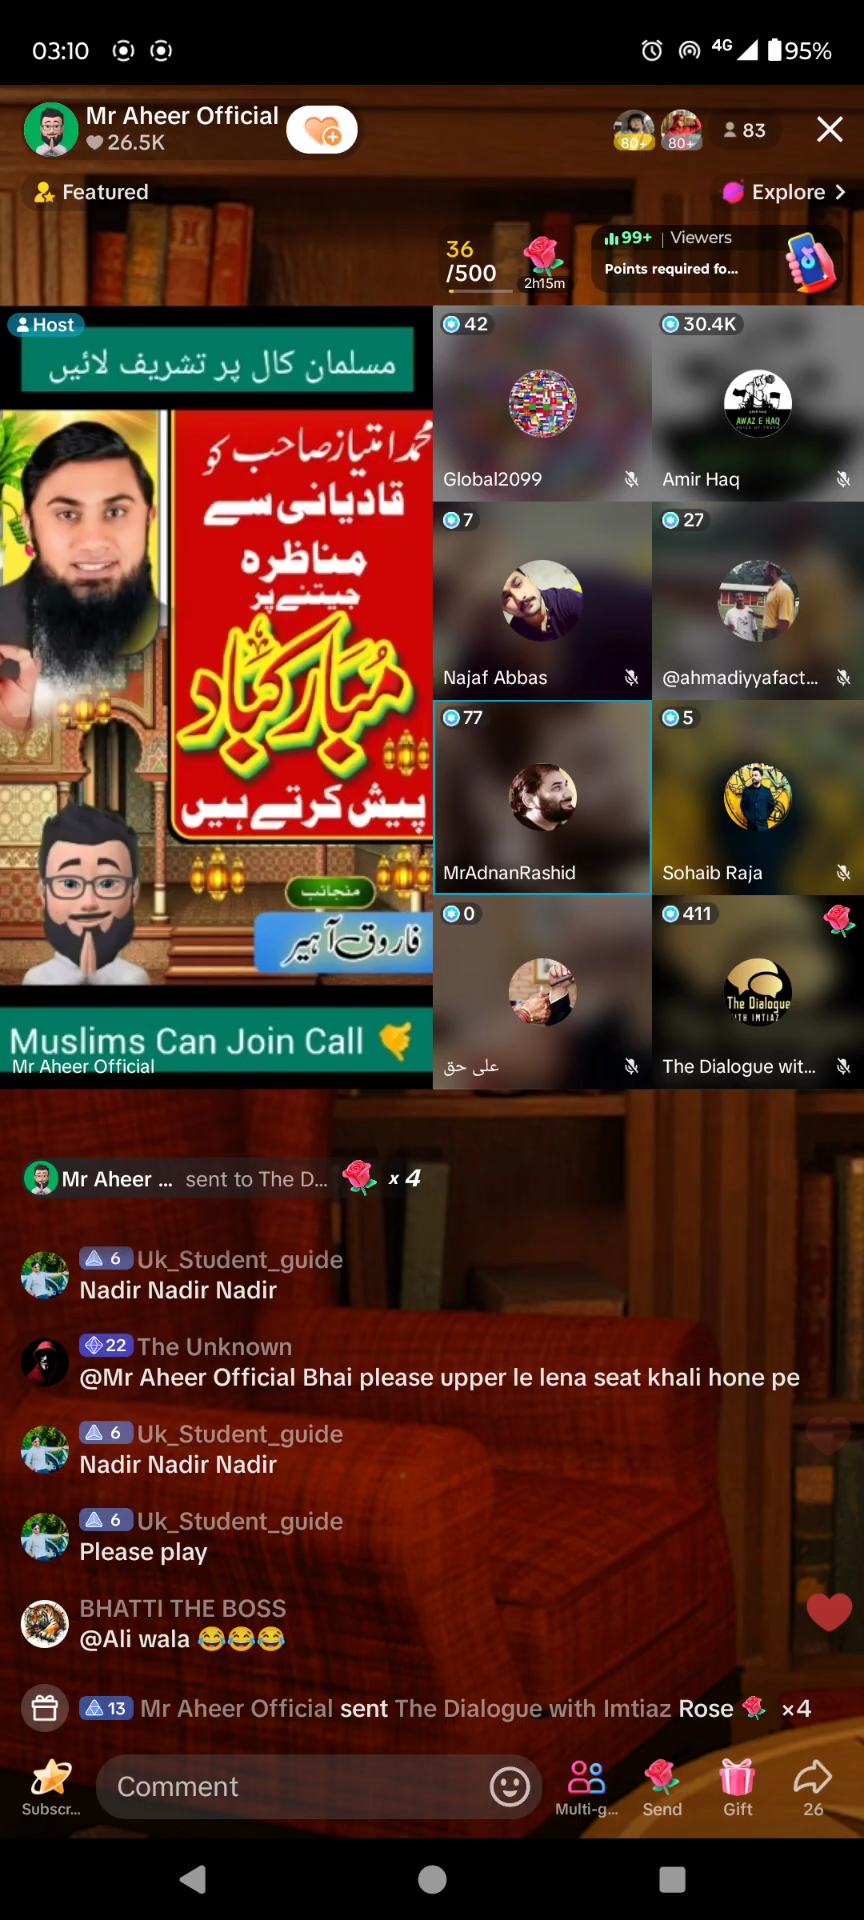 03:10
4G
95%
Mr Aheer Official
26.5K
80+
80+
83
Featured
Explore >
36
/500
2h15m
99+ | Viewers
Points required fo...
Host
مسلمان کال پر تشریف لائیں
محمد امتیاز صاحب کو
قادیانی سے
مناظرہ
جیتنے پر
مُبارکباد
پیش کرتے ہیں
منجانب
فاروق آہیر
Muslims Can Join Call
Mr Aheer Official
42
Global2099
30.4K
AWAZ E HAQ
Amir Haq
7
Najaf Abbas
27
@ahmadiyyafact...
77
MrAdnanRashid
5
Sohaib Raja
0
علی حق
411
The Dialogue
WITH IMTIAZ
The Dialogue wit...
Mr Aheer ... sent to The D... x 4
6 Uk_Student_guide
Nadir Nadir Nadir
22 The Unknown
@Mr Aheer Official Bhai please upper le lena seat khali hone pe
6 Uk_Student_guide
Nadir Nadir Nadir
6 Uk_Student_guide
Please play
BHATTI THE BOSS
@Ali wala 😂😂😂
13 Mr Aheer Official sent The Dialogue with Imtiaz Rose 🌹 ×4
Subscr...
Comment
Multi-g...
Send
Gift
26